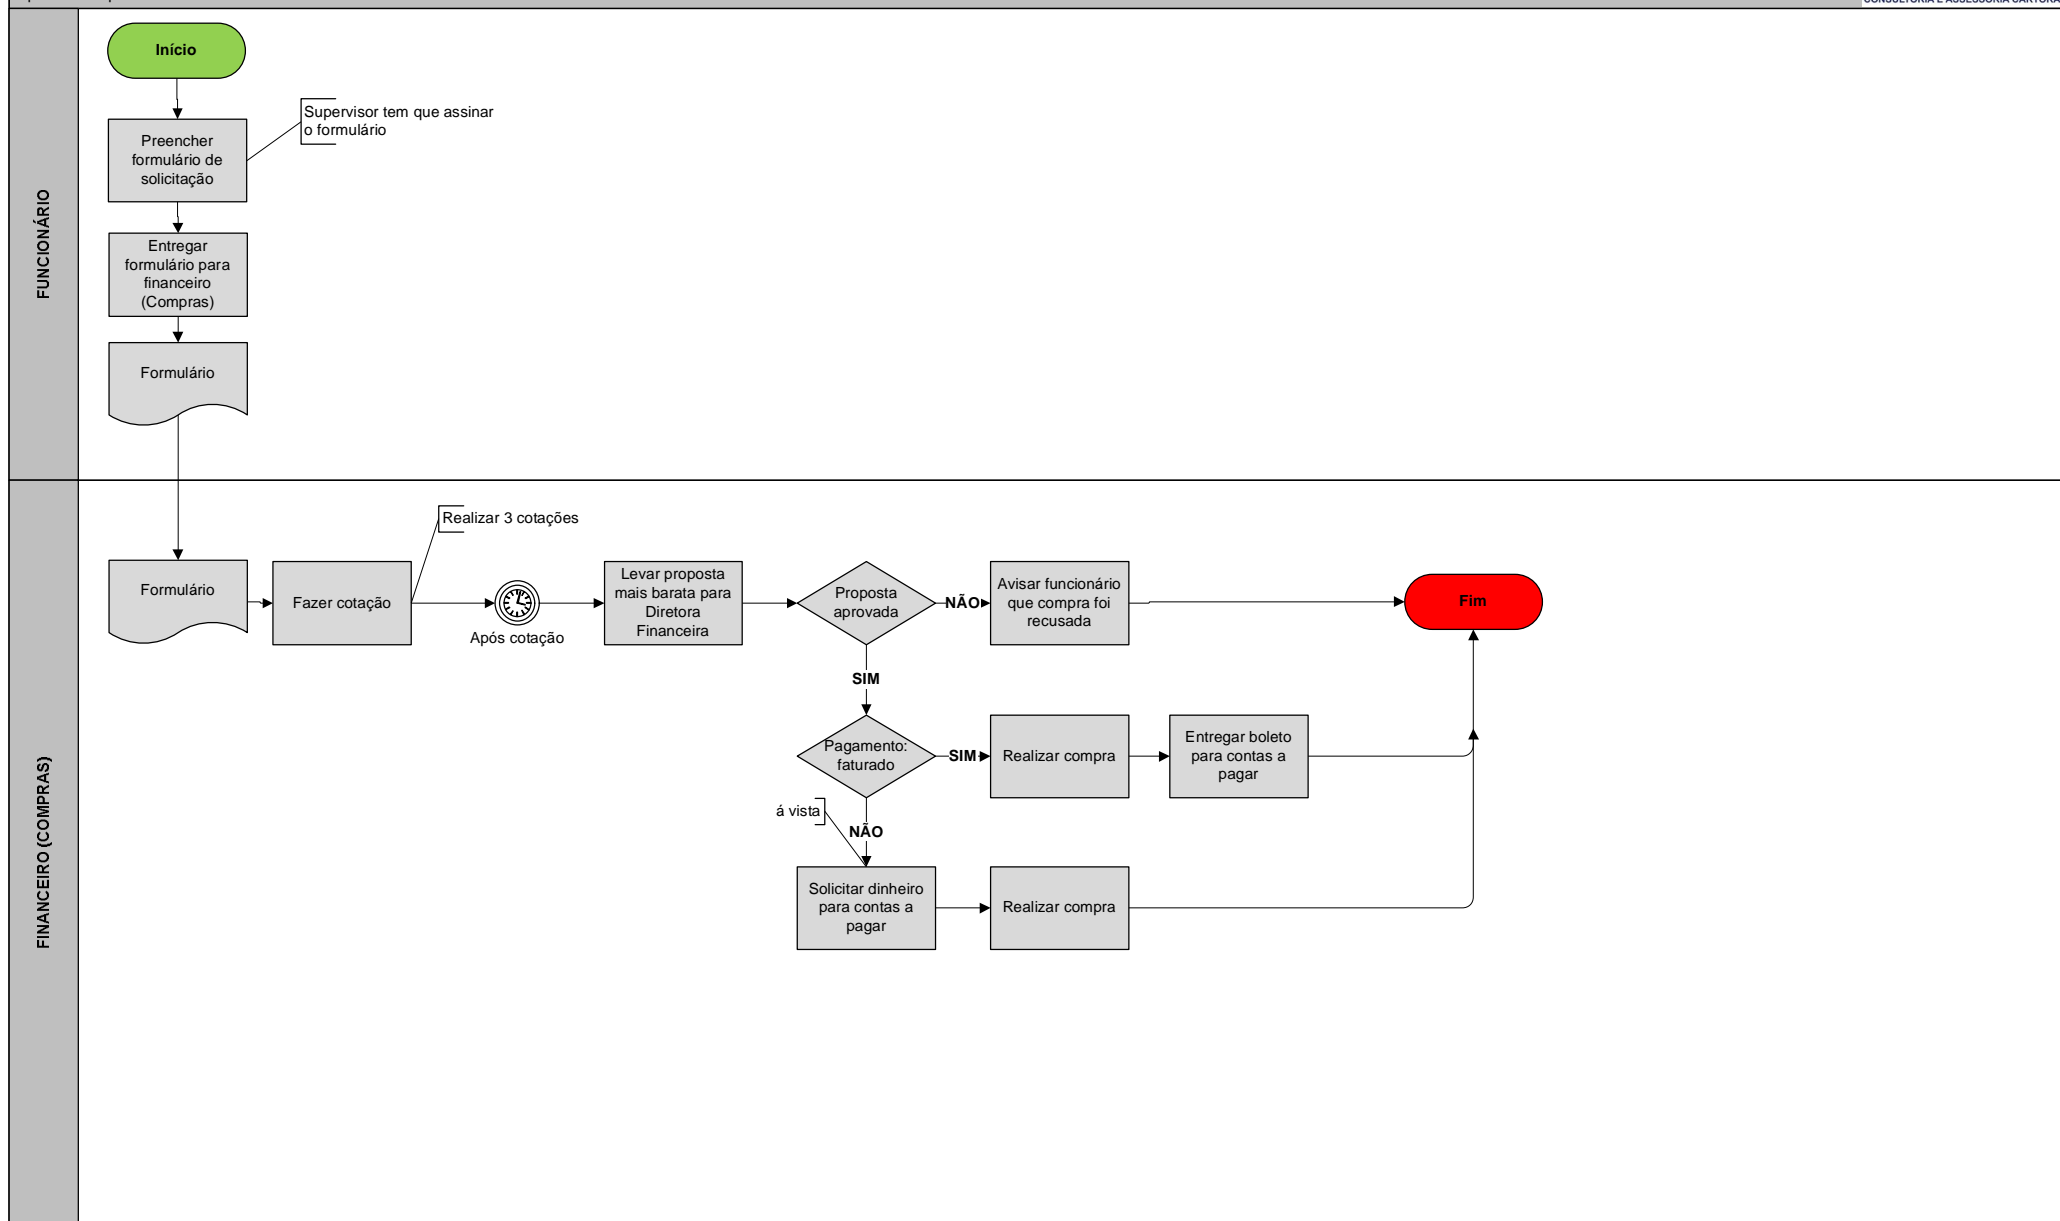 CONSULTORIA E ASSESSORIA CARTORA
FUNCIONÁRIO
Início
Supervisor tem que assinar
o formulário
Preencher
formulário de
solicitação
Entregar
formulário para
financeiro
(Compras)
Formulário
FINANCEIRO (COMPRAS)
Realizar 3 cotações
Formulário
Fazer cotação
Após cotação
Levar proposta
mais barata para
Diretora
Financeira
Proposta
aprovada
NÃO
Avisar funcionário
que compra foi
recusada
Fim
SIM
Pagamento:
faturado
SIM
Realizar compra
Entregar boleto
para contas a
pagar
á vista
NÃO
Solicitar dinheiro
para contas a
pagar
Realizar compra